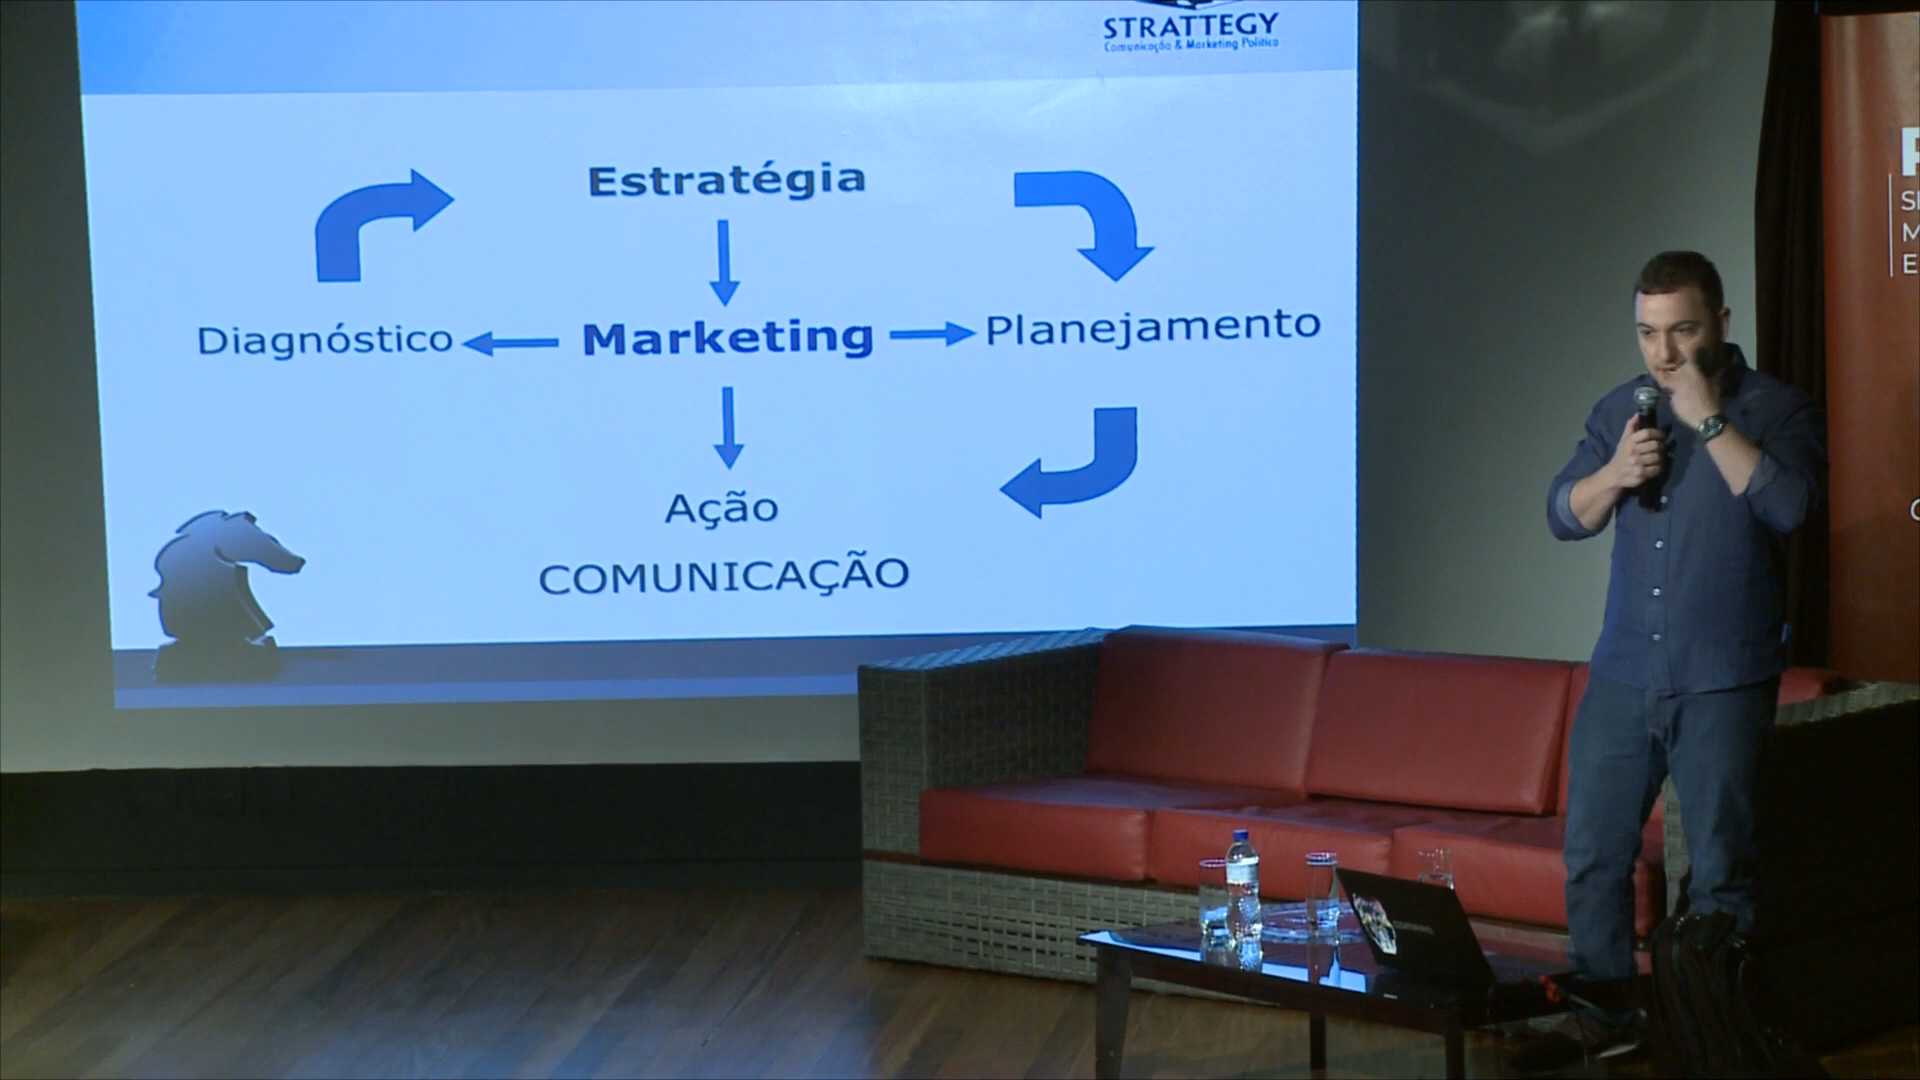 STRATTEGY
Comunicação & Marketing Político
Estratégia
Diagnóstico
Marketing
Planejamento
Ação
COMUNICAÇÃO